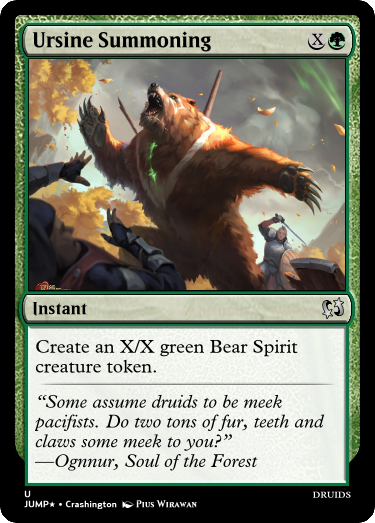 Ursine Summoning X
Instant
Create an X/X green Bear Spirit
creature token.
“Some assume druids to be meek
pacifists. Do two tons of fur, teeth and
claws some meek to you?”
—Ognnur, Soul of the Forest
U DRUIDS
JUMP★ • Crashington Pius Wirawan